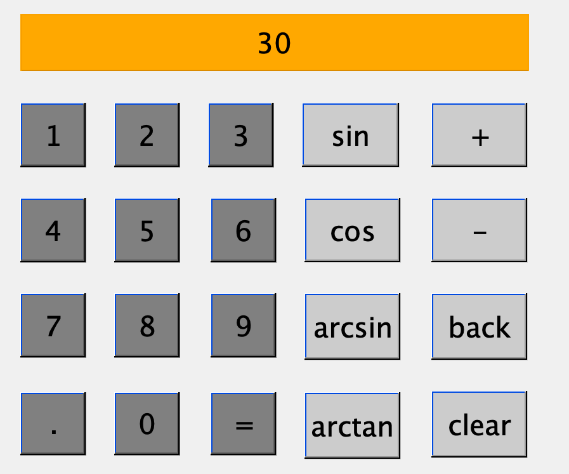 30
1 2 3 sin +
4 5 6 cos -
7 8 9 arcsin back
. 0 = arctan clear